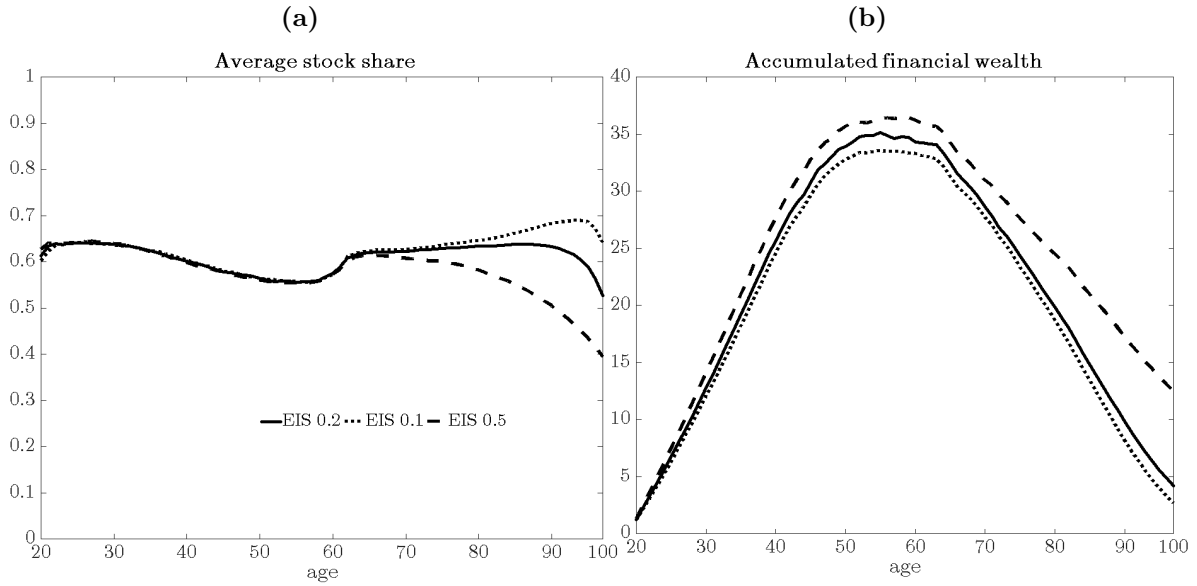 (a)
Average stock share
1
0.9
0.8
0.7
0.6
0.5
0.4
0.3
0.2
0.1
0
EIS 0.2 EIS 0.1 EIS 0.5
20 30 40 50 60 70 80 90 100
age
(b)
Accumulated financial wealth
40
35
30
25
20
15
10
5
0
20 30 40 50 60 70 80 90 100
age